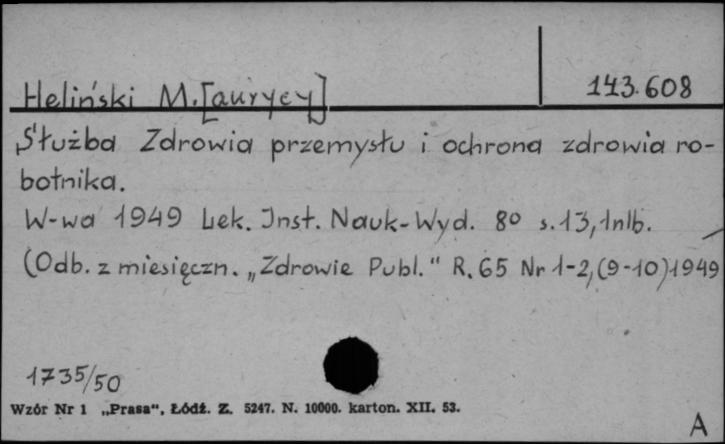 Heliński M.[aurycy] 143.608
Służba Zdrowia przemysłu i ochrona zdrowia ro-
botnika.
W-wa 1949 Lek. Inst. Nauk-Wyd. 8° s.13,1nlb.
(Odb. z miesięczn. „Zdrowie Publ." R.65 Nr 1-2,(9-10)1949
1735/50
Wzór Nr 1 „Prasa", Łódź. Z. 5247. N. 10000. karton. XII. 53.
A